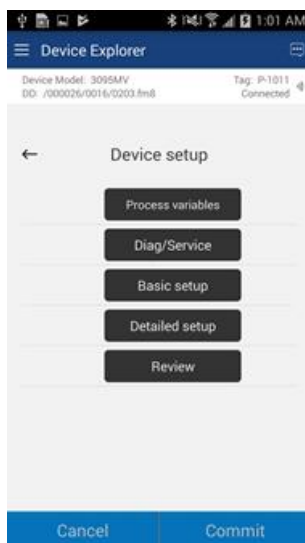 1:01 AM
Device Explorer
Device Model: 3095MV
Tag: P-1011
DD: /000026/0016/0203.fm8
Connected
Device setup
Process variables
Diag/Service
Basic setup
Detailed setup
Review
Cancel
Commit